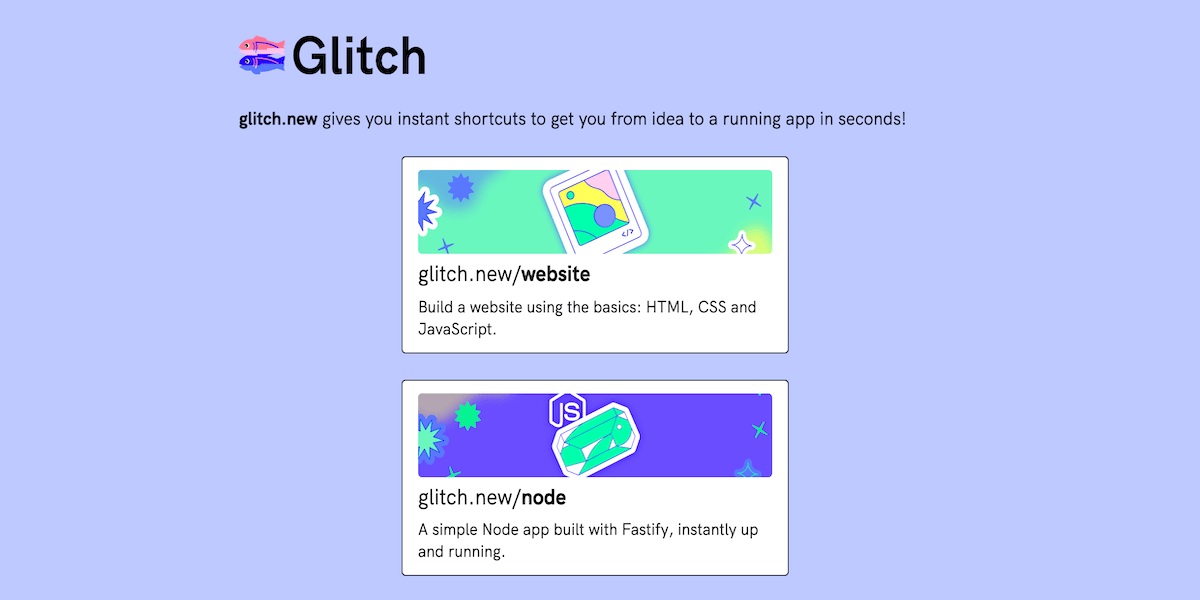 Glitch
glitch.new gives you instant shortcuts to get you from idea to a running app in seconds!
</>
glitch.new/website
Build a website using the basics: HTML, CSS and
JavaScript.
JS
glitch.new/node
A simple Node app built with Fastify, instantly up
and running.